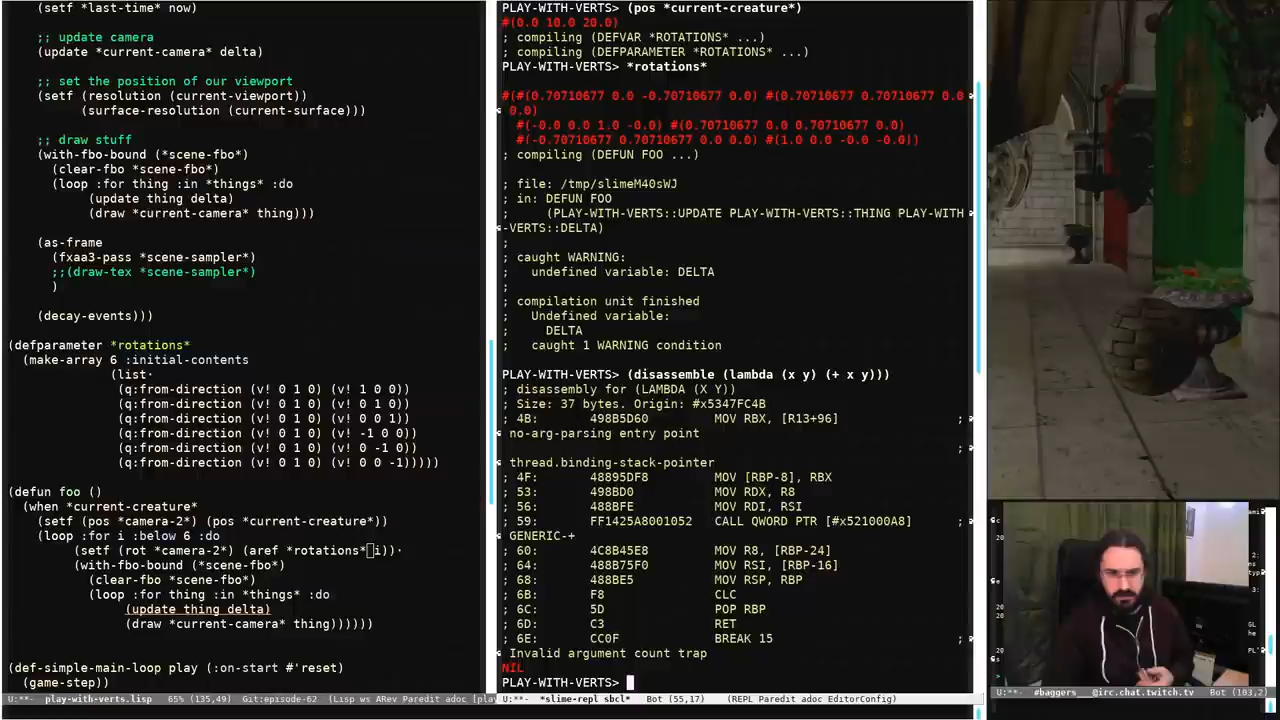 (setf *last-time* now)
;; update camera
(update *current-camera* delta)
;; set the position of our viewport
(setf (resolution (current-viewport))
(surface-resolution (current-surface)))
;; draw stuff
(with-fbo-bound (*scene-fbo*)
(clear-fbo *scene-fbo*)
(loop :for thing :in *things* :do
(update thing delta)
(draw *current-camera* thing)))
(as-frame
(fxaa3-pass *scene-sampler*)
;;(draw-tex *scene-sampler*)
)
(decay-events)))
(defparameter *rotations*
(make-array 6 :initial-contents
(list·
(q:from-direction (v! 0 1 0) (v! 1 0 0))
(q:from-direction (v! 0 1 0) (v! 0 1 0))
(q:from-direction (v! 0 1 0) (v! 0 0 1))
(q:from-direction (v! 0 1 0) (v! -1 0 0))
(q:from-direction (v! 0 1 0) (v! 0 -1 0))
(q:from-direction (v! 0 1 0) (v! 0 0 -1)))))
(defun foo ()
(when *current-creature*
(setf (pos *camera-2*) (pos *current-creature*))
(loop :for i :below 6 :do
(setf (rot *camera-2*) (aref *rotations* i))·
(with-fbo-bound (*scene-fbo*)
(clear-fbo *scene-fbo*)
(loop :for thing :in *things* :do
(update thing delta)
(draw *current-camera* thing))))))
(def-simple-main-loop play (:on-start #'reset)
(game-step))
U:**- play-with-verts.lisp 65% (135,49) Git:episode-62 (Lisp ws ARev Paredit adoc [play
PLAY-WITH-VERTS> (pos *current-creature*)
#(0.0 10.0 20.0)
; compiling (DEFVAR *ROTATIONS* ...)
; compiling (DEFPARAMETER *ROTATIONS* ...)
PLAY-WITH-VERTS> *rotations*
#(#(0.70710677 0.0 -0.70710677 0.0) #(0.70710677 0.70710677 0.0
0.0)
#(-0.0 0.0 1.0 -0.0) #(0.70710677 0.0 0.70710677 0.0)
#(-0.70710677 0.70710677 0.0 0.0) #(1.0 0.0 -0.0 -0.0))
; compiling (DEFUN FOO ...)
; file: /tmp/slimeM40sWJ
; in: DEFUN FOO
; (PLAY-WITH-VERTS::UPDATE PLAY-WITH-VERTS::THING PLAY-WITH
-VERTS::DELTA)
;
; caught WARNING:
; undefined variable: DELTA
;
; compilation unit finished
; Undefined variable:
; DELTA
; caught 1 WARNING condition
PLAY-WITH-VERTS> (disassemble (lambda (x y) (+ x y)))
; disassembly for (LAMBDA (X Y))
; Size: 37 bytes. Origin: #x5347FC4B
; 4B: 498B5D60 MOV RBX, [R13+96] ;
no-arg-parsing entry point
;
thread.binding-stack-pointer
; 4F: 48895DF8 MOV [RBP-8], RBX
; 53: 498BD0 MOV RDX, R8
; 56: 488BFE MOV RDI, RSI
; 59: FF1425A8001052 CALL QWORD PTR [#x521000A8] ;
GENERIC-+
; 60: 4C8B45E8 MOV R8, [RBP-24]
; 64: 488B75F0 MOV RSI, [RBP-16]
; 68: 488BE5 MOV RSP, RBP
; 6B: F8 CLC
; 6C: 5D POP RBP
; 6D: C3 RET
; 6E: CC0F BREAK 15 ;
Invalid argument count trap
NIL
PLAY-WITH-VERTS>
U:**- *slime-repl sbcl* Bot (55,17) (REPL Paredit adoc EditorConfig)
U:**- #baggers @irc.chat.twitch.tv Bot (103,2)